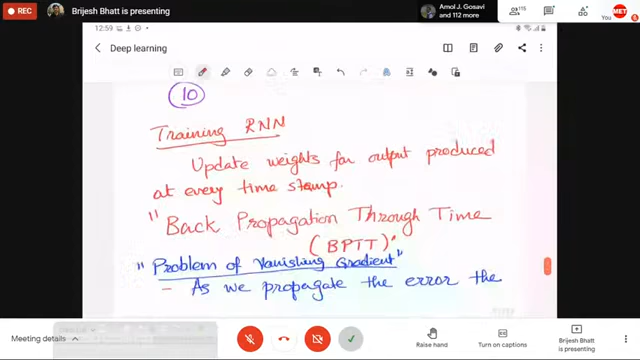 REC
Brijesh Bhatt is presenting
Amol J. Gosavi
and 112 more
115
MET
You
12:59
Deep learning
10
Training RNN
Update weights for output produced
at every time stamp.
"Back Propagation Through Time
(BPTT)"
"Problem of Vanishing Gradient"
- As we propagate the error the
Meeting details
Raise hand
Turn on captions
Brijesh Bhatt
is presenting